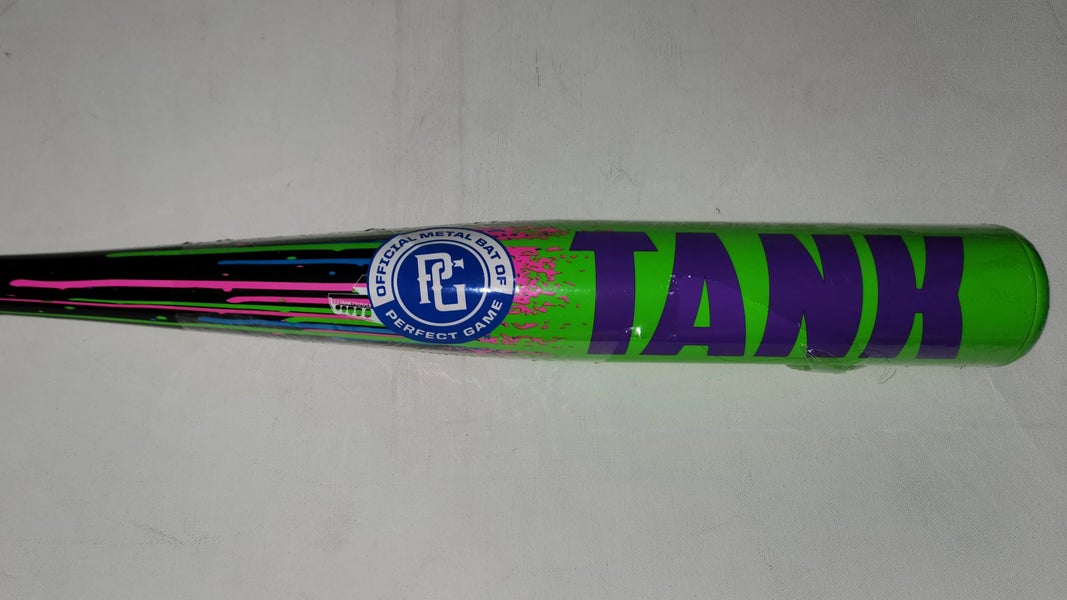 OFFICIAL METAL BAT OF
PG
PERFECT GAME
TANK